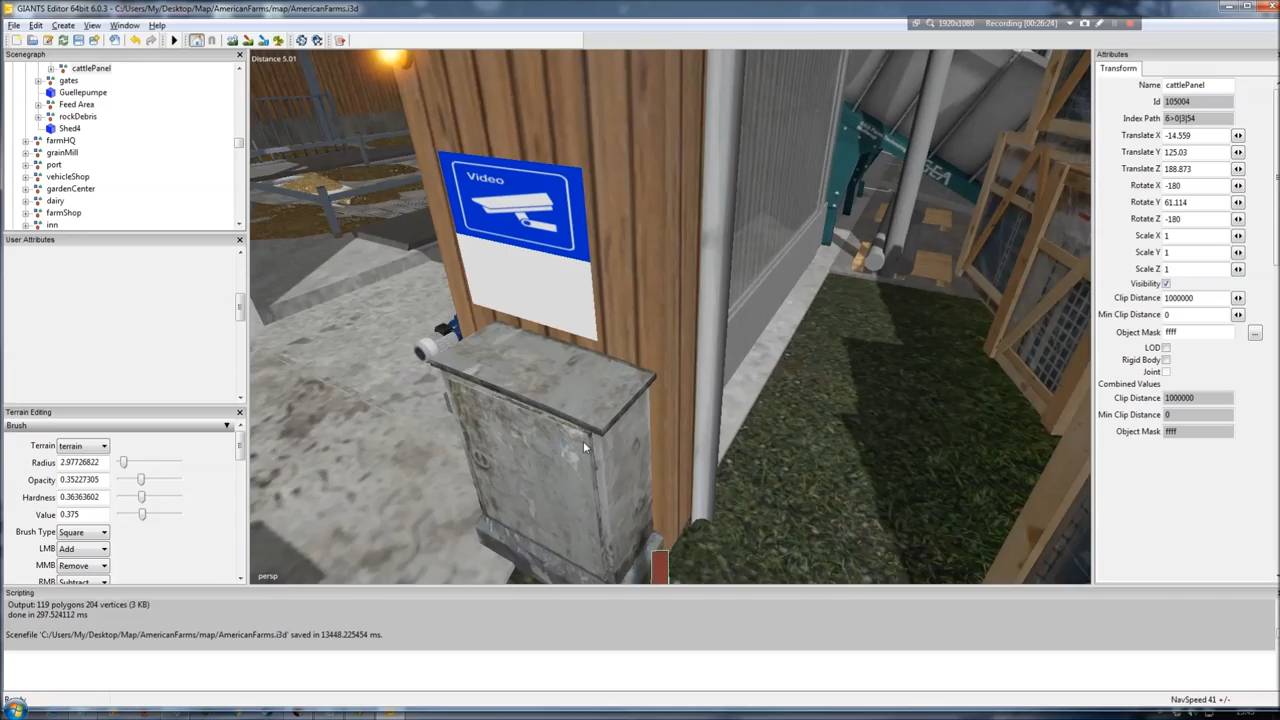 GIANTS Editor 64bit 6.0.3 - C:/Users/My/Desktop/Map/AmericanFarms/map/AmericanFarms.i3d
1920x1080 Recording [00:26:24]
File Edit Create View Window Help
Scenegraph
cattlePanel
gates
Guellepumpe
Feed Area
rockDebris
Shed4
farmHQ
grainMill
port
vehicleShop
gardenCenter
dairy
farmShop
inn
User Attributes
Terrain Editing
Brush
Terrain terrain
Radius 2.97726822
Opacity 0.35227305
Hardness 0.36363602
Value 0.375
Brush Type Square
LMB Add
MMB Remove
RMB Subtract
Distance 5.01
Video
persp
Attributes
Transform
Name cattlePanel
Id 105004
Index Path 6>0|3|54
Translate X -14.559
Translate Y 125.03
Translate Z 188.873
Rotate X -180
Rotate Y 61.114
Rotate Z -180
Scale X 1
Scale Y 1
Scale Z 1
Visibility
Clip Distance 1000000
Min Clip Distance 0
Object Mask ffff ...
LOD
Rigid Body
Joint
Combined Values
Clip Distance 1000000
Min Clip Distance 0
Object Mask ffff
Scripting
Output: 119 polygons 204 vertices (3 KB)
done in 297.524112 ms
Scenefile 'C:/Users/My/Desktop/Map/AmericanFarms/map/AmericanFarms.i3d' saved in 13448.225454 ms.
NavSpeed 41 +/-